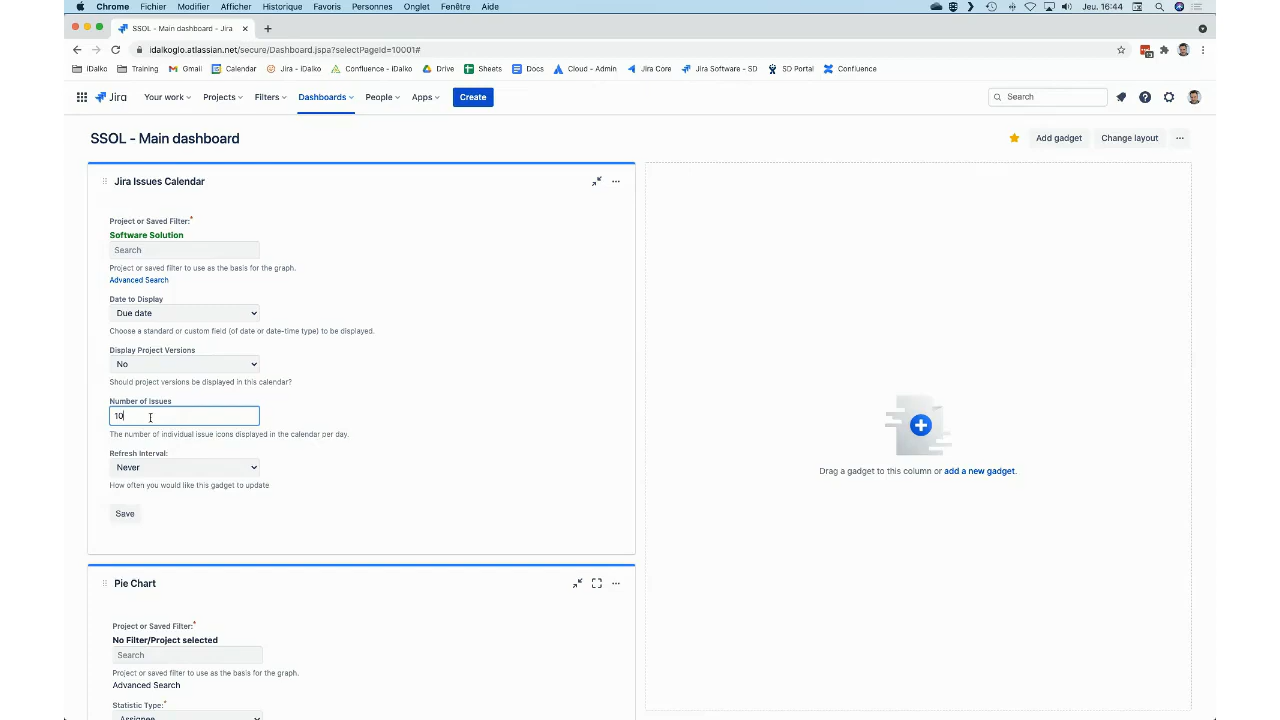 Chrome Fichier Modifier Afficher Historique Favoris Personnes Onglet Fenêtre Aide Jeu. 16:44
SSOL - Main dashboard - Jira
idalkoglo.atlassian.net/secure/Dashboard.jspa?selectPageId=10001#
iDalko Training Gmail Calendar Jira - iDalko Confluence - iDalko Drive Sheets Docs Cloud - Admin Jira Core Jira Software - SD SD Portal Confluence
Jira Your work Projects Filters Dashboards People Apps Create Search
SSOL - Main dashboard
Add gadget Change layout
Jira Issues Calendar
Project or Saved Filter:*
Software Solution
Search
Project or saved filter to use as the basis for the graph.
Advanced Search
Date to Display
Due date
Choose a standard or custom field (of date or date-time type) to be displayed.
Display Project Versions
No
Should project versions be displayed in this calendar?
Number of Issues
10
The number of individual issue icons displayed in the calendar per day.
Refresh Interval:
Never
How often you would like this gadget to update
Save
Drag a gadget to this column or add a new gadget.
Pie Chart
Project or Saved Filter:*
No Filter/Project selected
Search
Project or saved filter to use as the basis for the graph.
Advanced Search
Statistic Type:*
Assignee